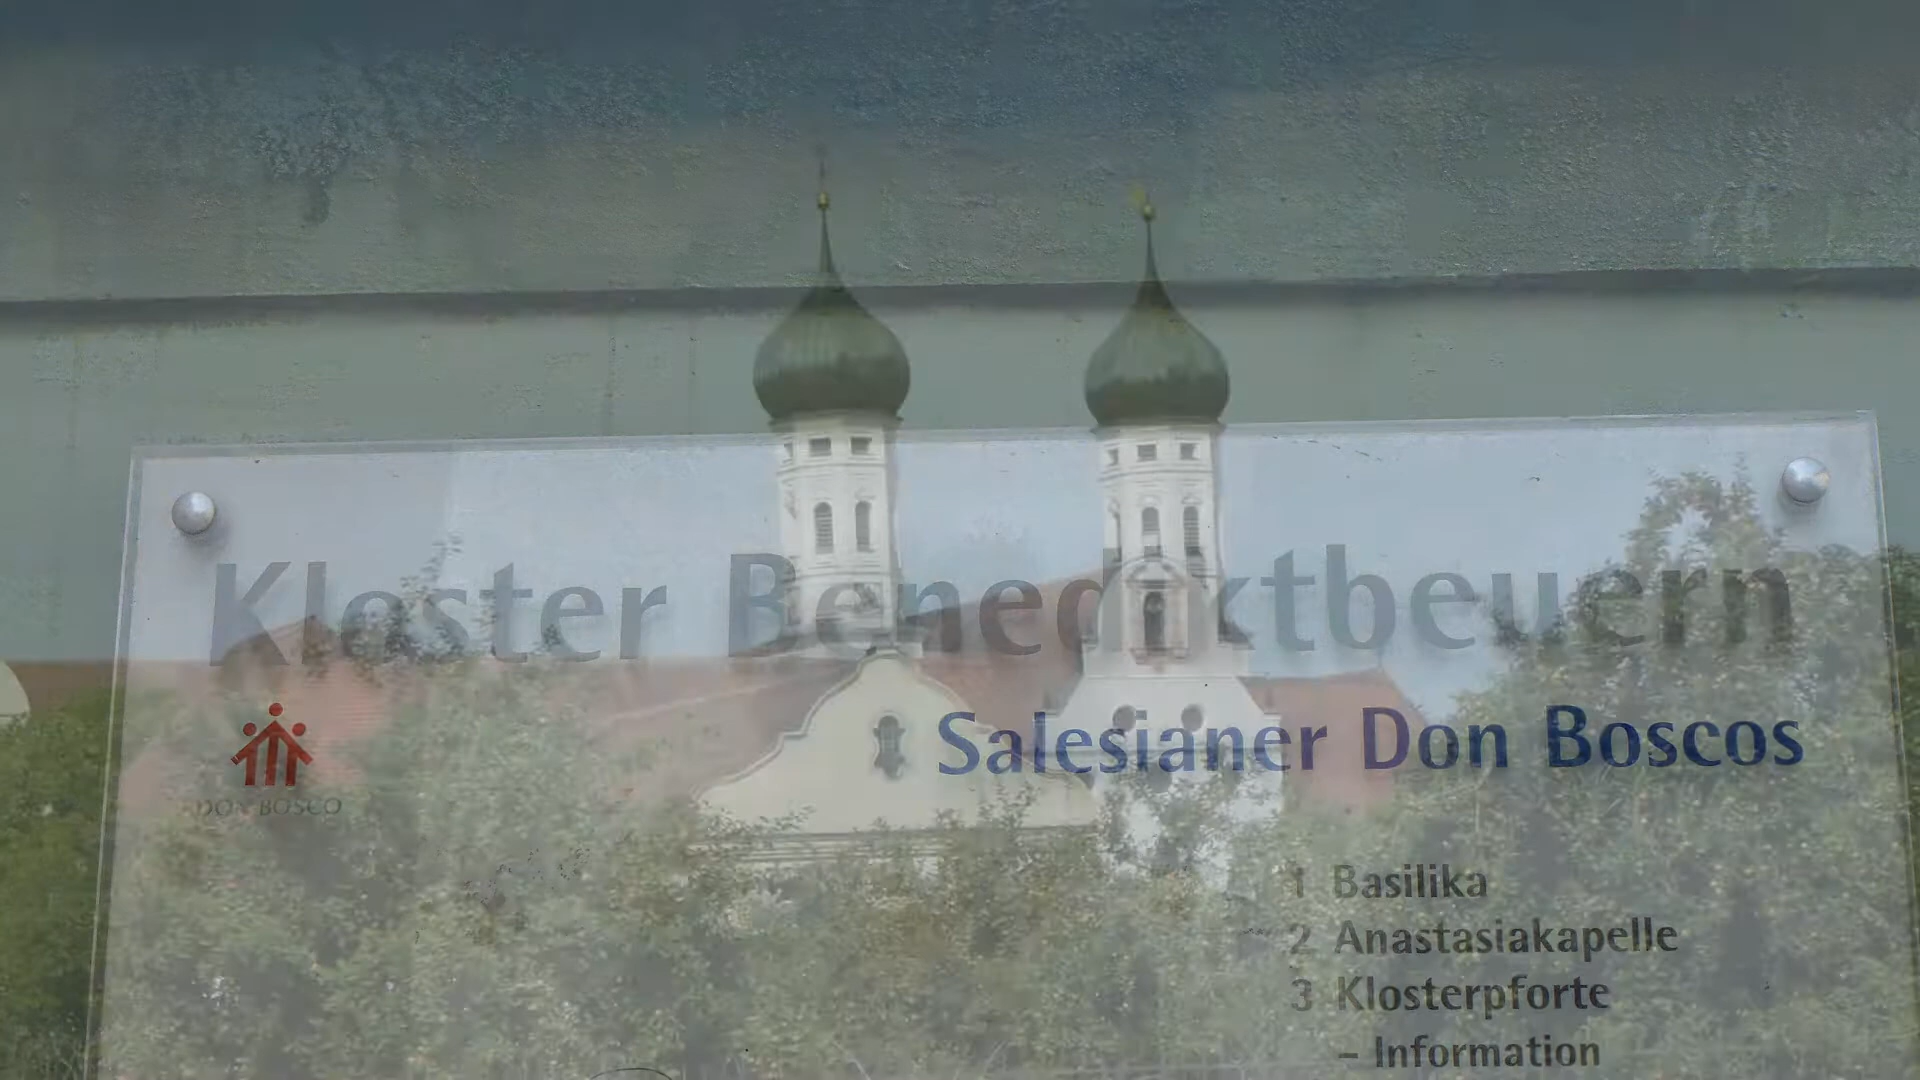 Kloster Benediktbeuern
Salesianer Don Boscos
DON BOSCO
1 Basilika
2 Anastasiakapelle
3 Klosterpforte
– Information